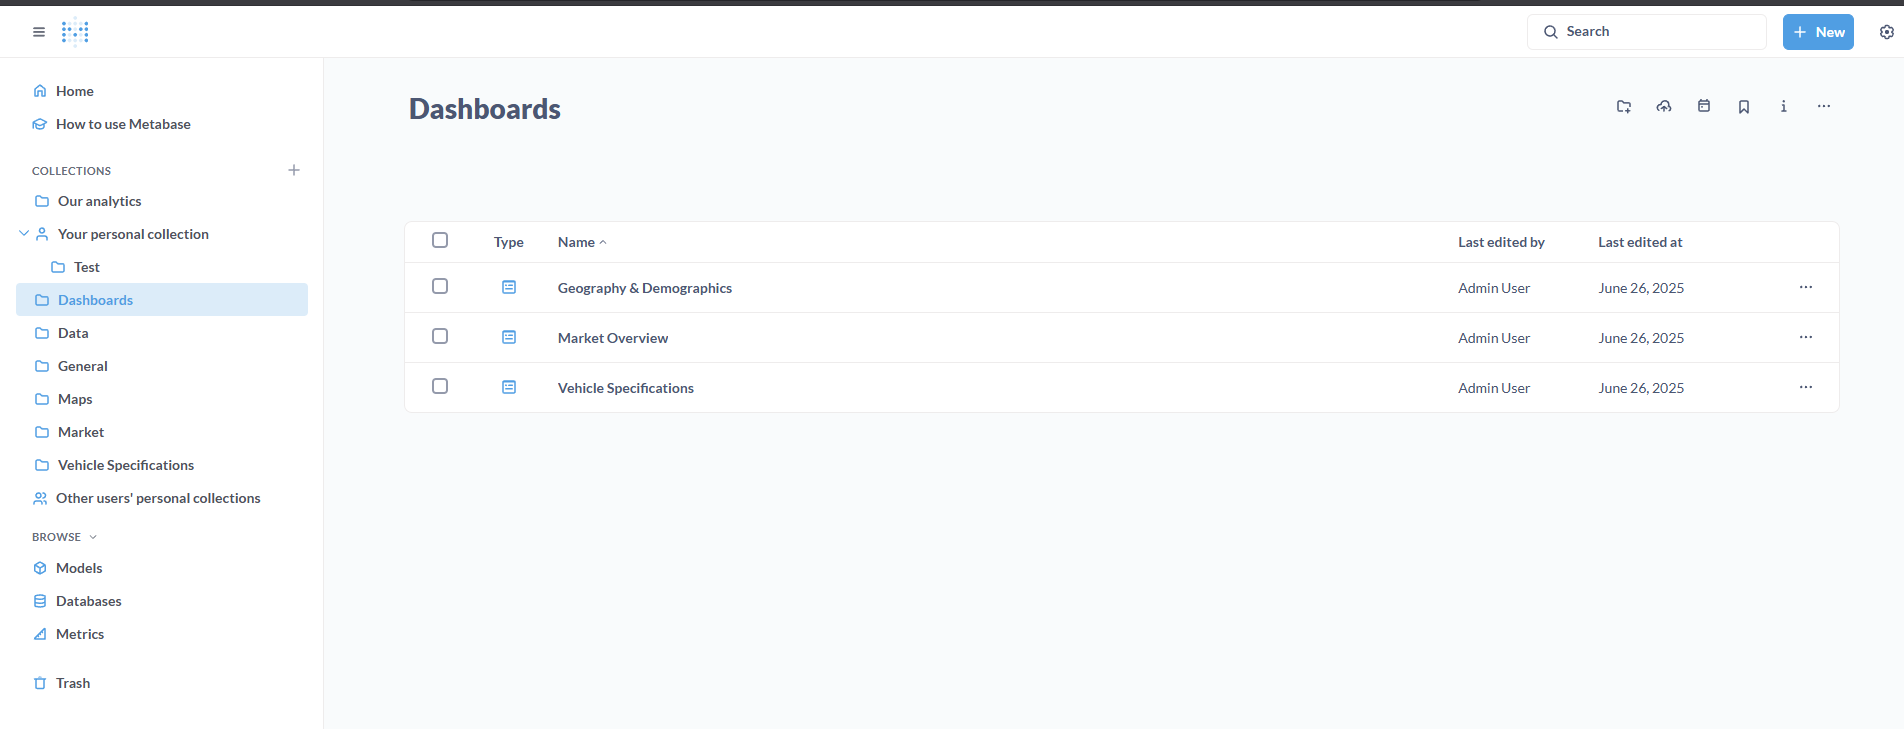 Search
New
Home
How to use Metabase
COLLECTIONS
Our analytics
Your personal collection
Test
Dashboards
Data
General
Maps
Market
Vehicle Specifications
Other users' personal collections
BROWSE
Models
Databases
Metrics
Trash
Dashboards
Type Name Last edited by Last edited at
Geography & Demographics Admin User June 26, 2025
Market Overview Admin User June 26, 2025
Vehicle Specifications Admin User June 26, 2025